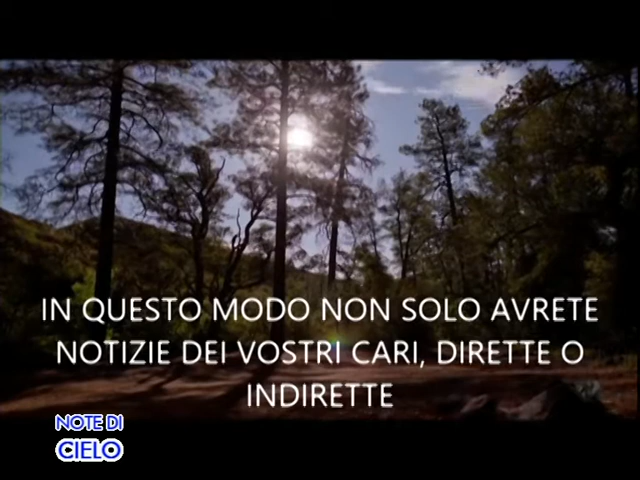 IN QUESTO MODO NON SOLO AVRETE
NOTIZIE DEI VOSTRI CARI, DIRETTE O
INDIRETTE
NOTE DI
CIELO